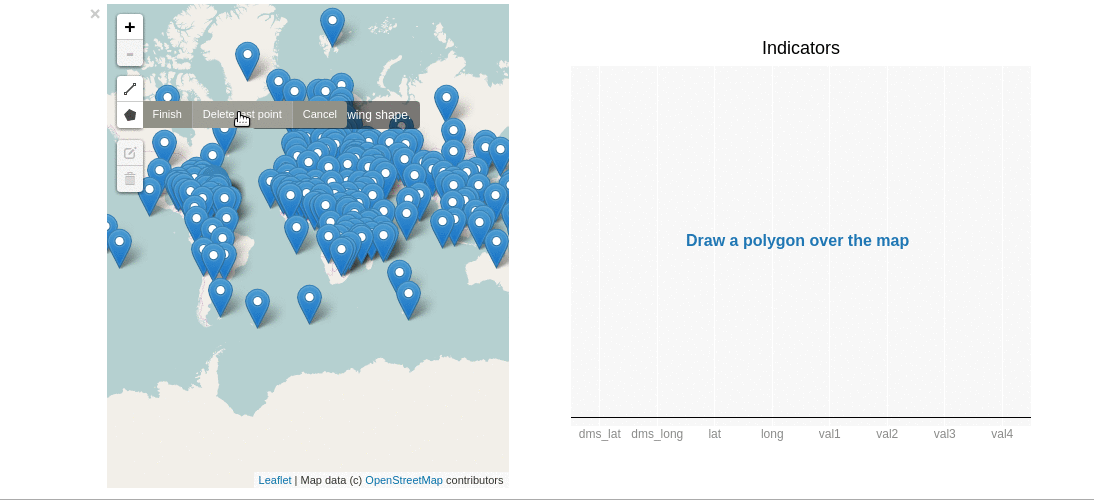 ×
+
-
Finish Delete last point Cancel wing shape.
Leaflet | Map data (c) OpenStreetMap contributors
Indicators
Draw a polygon over the map
dms_lat dms_long lat long val1 val2 val3 val4